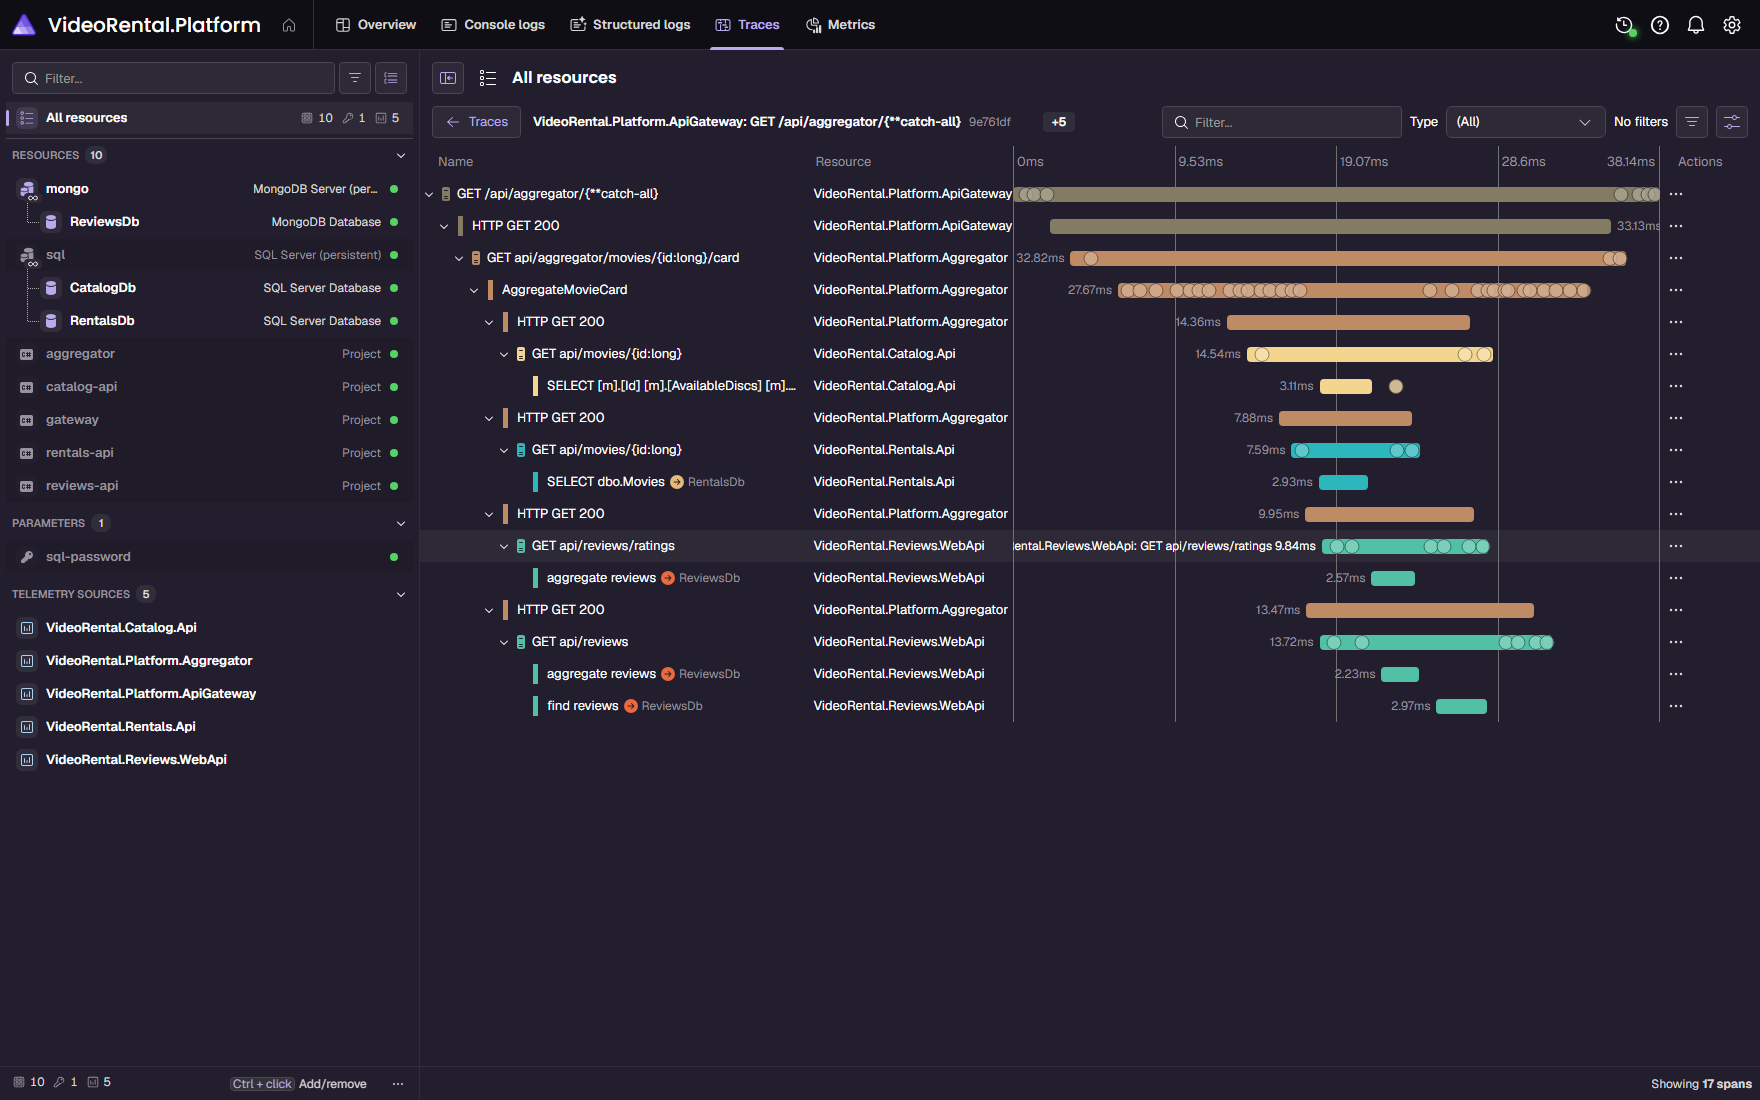 VideoRental.Platform
Overview
Console logs
Structured logs
Traces
Metrics
Filter...
All resources
10 1 5
RESOURCES 10
mongo MongoDB Server (per...
ReviewsDb MongoDB Database
sql SQL Server (persistent)
CatalogDb SQL Server Database
RentalsDb SQL Server Database
aggregator Project
catalog-api Project
gateway Project
rentals-api Project
reviews-api Project
PARAMETERS 1
sql-password
TELEMETRY SOURCES 5
VideoRental.Catalog.Api
VideoRental.Platform.Aggregator
VideoRental.Platform.ApiGateway
VideoRental.Rentals.Api
VideoRental.Reviews.WebApi
10 1 5
Ctrl + click Add/remove
All resources
Traces
VideoRental.Platform.ApiGateway: GET /api/aggregator/{**catch-all} 9e761df +5
Filter...
Type (All) No filters
Name Resource 0ms 9.53ms 19.07ms 28.6ms 38.14ms Actions
GET /api/aggregator/{**catch-all} VideoRental.Platform.ApiGateway
HTTP GET 200 VideoRental.Platform.ApiGateway 33.13ms
GET api/aggregator/movies/{id:long}/card VideoRental.Platform.Aggregator 32.82ms
AggregateMovieCard VideoRental.Platform.Aggregator 27.67ms
HTTP GET 200 VideoRental.Platform.Aggregator 14.36ms
GET api/movies/{id:long} VideoRental.Catalog.Api 14.54ms
SELECT [m].[Id] [m].[AvailableDiscs] [m].... VideoRental.Catalog.Api 3.11ms
HTTP GET 200 VideoRental.Platform.Aggregator 7.88ms
GET api/movies/{id:long} VideoRental.Rentals.Api 7.59ms
SELECT dbo.Movies RentalsDb VideoRental.Rentals.Api 2.93ms
HTTP GET 200 VideoRental.Platform.Aggregator 9.95ms
GET api/reviews/ratings VideoRental.Reviews.WebApi ental.Reviews.WebApi: GET api/reviews/ratings 9.84ms
aggregate reviews ReviewsDb VideoRental.Reviews.WebApi 2.57ms
HTTP GET 200 VideoRental.Platform.Aggregator 13.47ms
GET api/reviews VideoRental.Reviews.WebApi 13.72ms
aggregate reviews ReviewsDb VideoRental.Reviews.WebApi 2.23ms
find reviews ReviewsDb VideoRental.Reviews.WebApi 2.97ms
Showing 17 spans